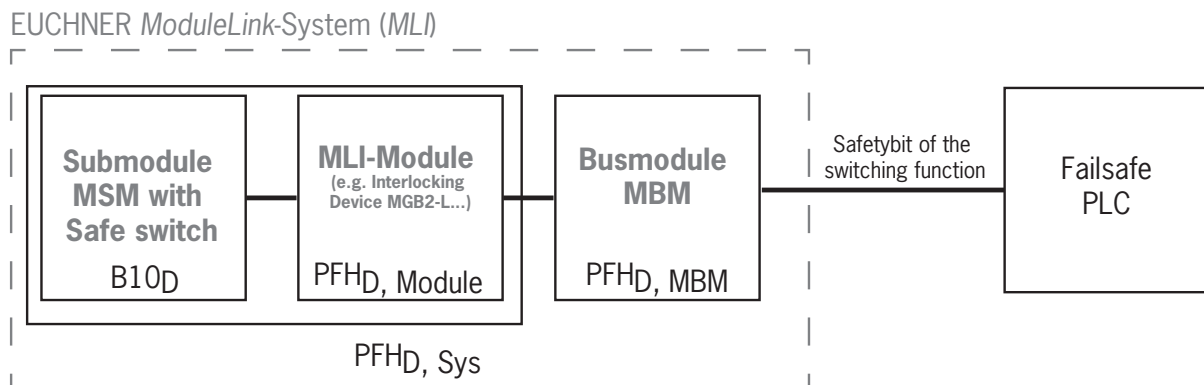 EUCHNER ModuleLink-System (MLI)
Submodule
MSM with
Safe switch
B10D
MLI-Module
(e.g. Interlocking
Device MGB2-L...)
PFHD, Module
Busmodule
MBM
PFHD, MBM
PFHD, Sys
Safetybit of the
switching function
Failsafe
PLC